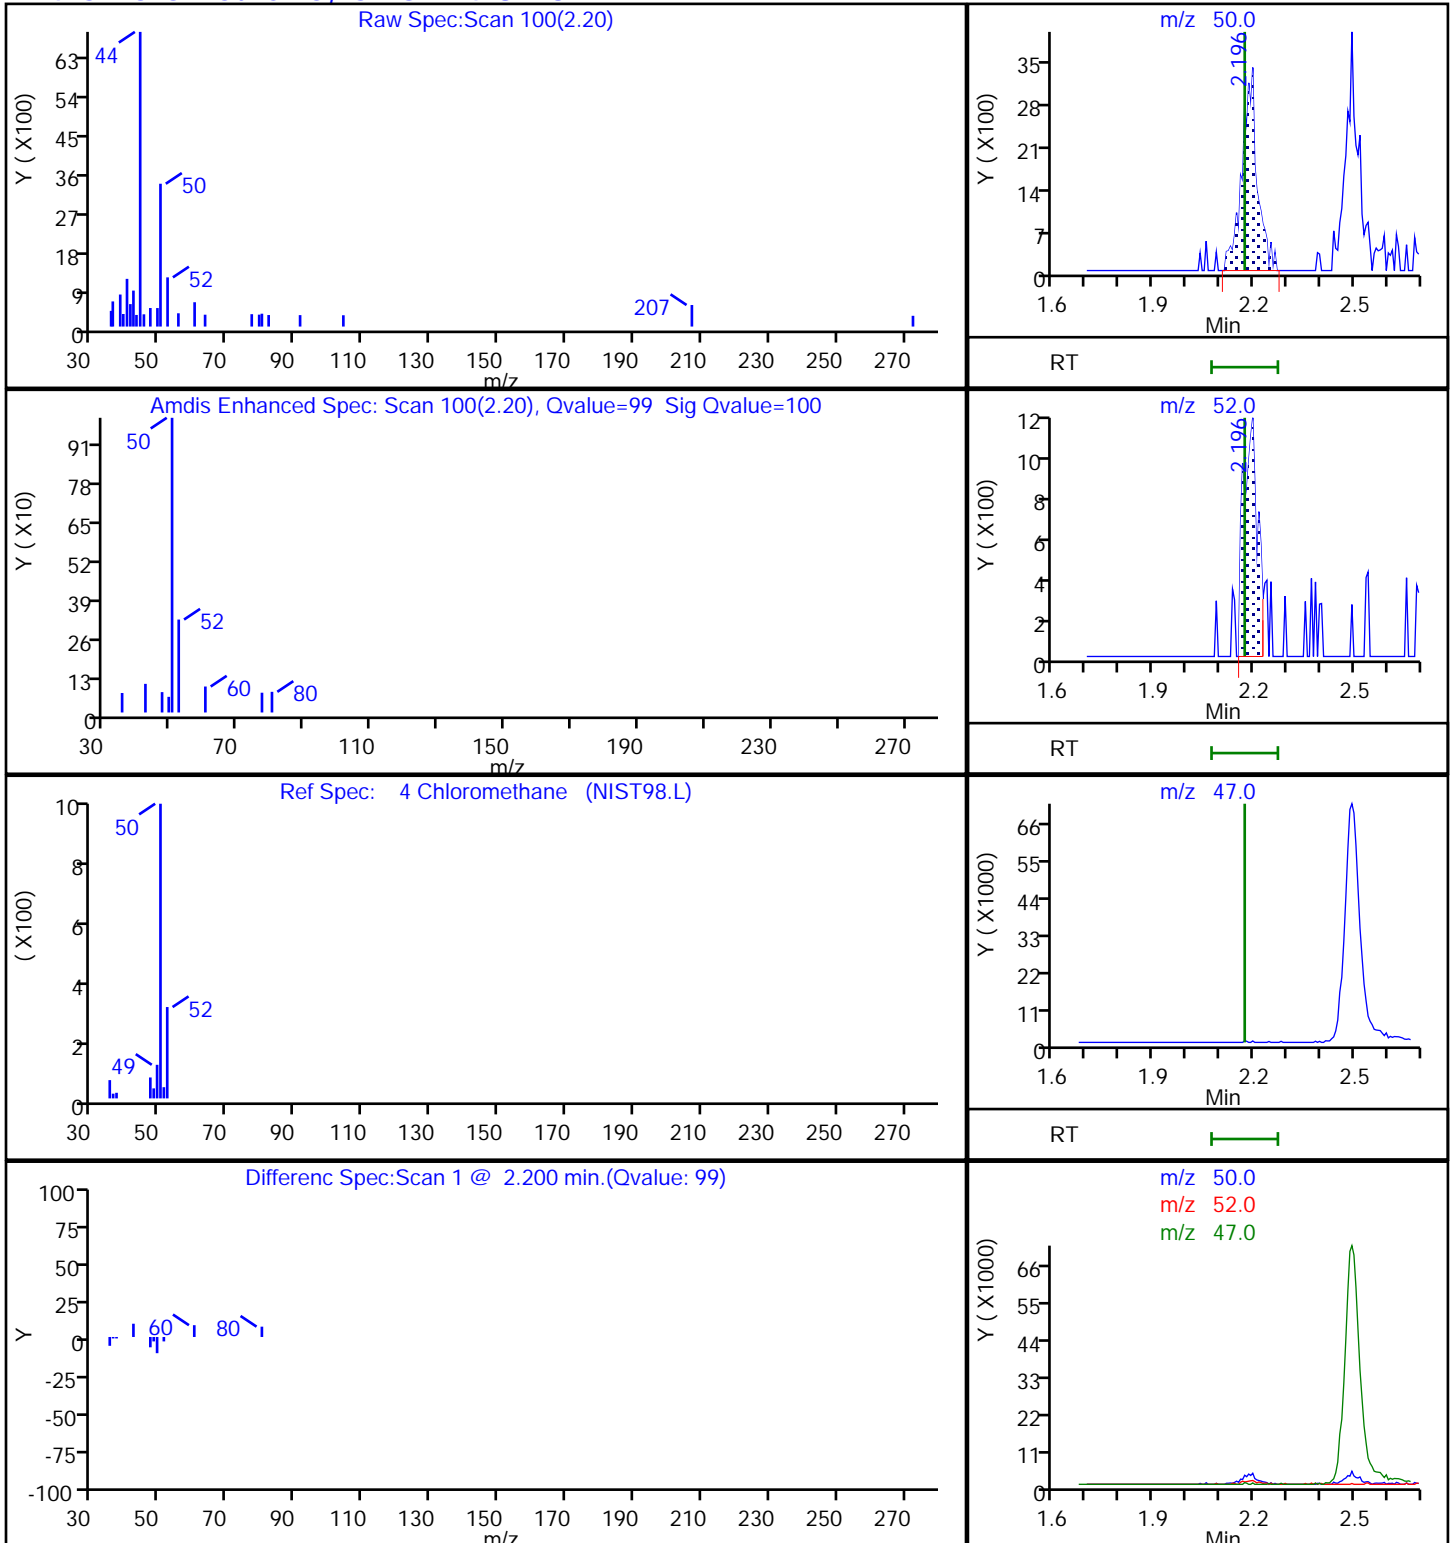 Raw Spec:Scan 100(2.20)
Y ( X100)
63
54
45
36
27
18
9
0
44
50
52
207
30 50 70 90 110 130 150 170 190 210 230 250 270
m/z
m/z 50.0
2.196
Y ( X100)
35
28
21
14
7
0
1.6 1.9 2.2 2.5
Min
RT
Amdis Enhanced Spec: Scan 100(2.20), Qvalue=99 Sig Qvalue=100
Y ( X10)
91
78
65
52
39
26
13
0
50
52
60
80
30 70 110 150 190 230 270
m/z
m/z 52.0
2.196
Y ( X100)
12
10
8
6
4
2
0
1.6 1.9 2.2 2.5
Min
RT
Ref Spec: 4 Chloromethane (NIST98.L)
( X100)
10
8
6
4
2
0
50
52
49
30 50 70 90 110 130 150 170 190 210 230 250 270
m/z 47.0
Y ( X1000)
66
55
44
33
22
11
0
1.6 1.9 2.2 2.5
Min
RT
Differenc Spec:Scan 1 @ 2.200 min.(Qvalue: 99)
Y
100
75
50
25
0
-25
-50
-75
-100
60
80
30 50 70 90 110 130 150 170 190 210 230 250 270
m/z
m/z 50.0
m/z 52.0
m/z 47.0
Y ( X1000)
66
55
44
33
22
11
0
1.6 1.9 2.2 2.5
Min